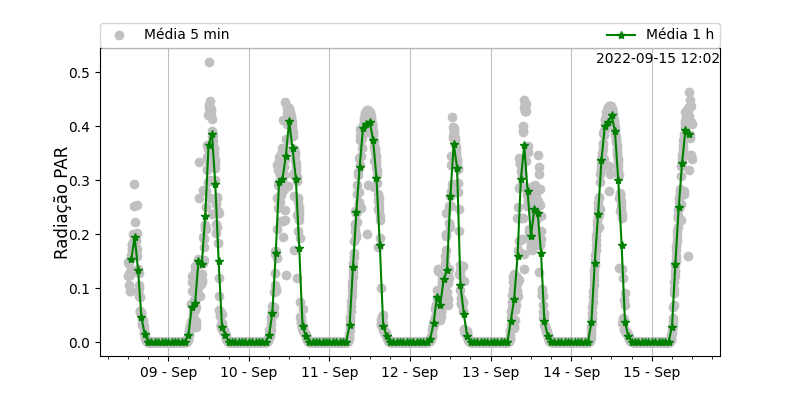 Média 5 min
Média 1 h
2022-09-15 12:02
Radiação PAR
0.5
0.4
0.3
0.2
0.1
0.0
09 - Sep
10 - Sep
11 - Sep
12 - Sep
13 - Sep
14 - Sep
15 - Sep